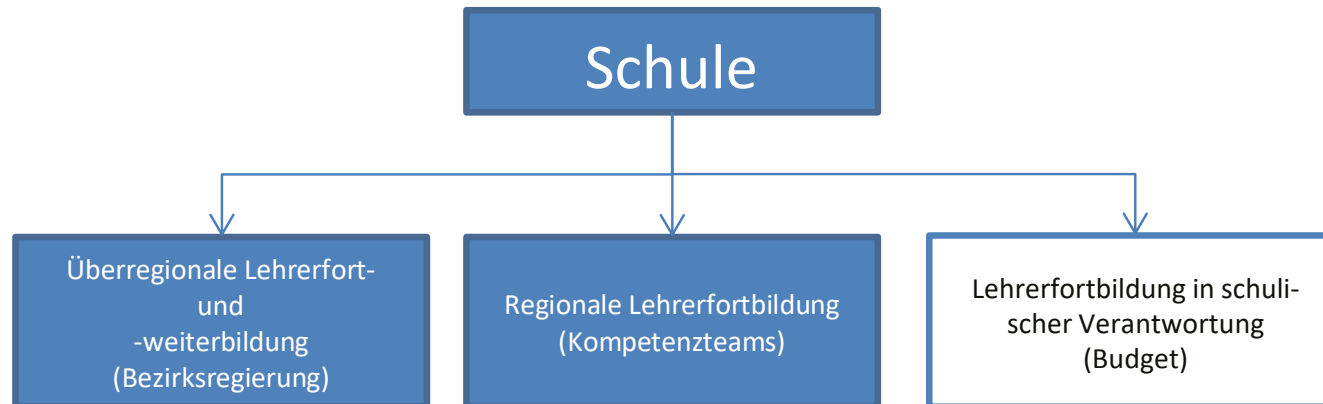 Schule
Überregionale Lehrerfort-
und
-weiterbildung
(Bezirksregierung)
Regionale Lehrerfortbildung
(Kompetenzteams)
Lehrerfortbildung in schuli-
scher Verantwortung
(Budget)